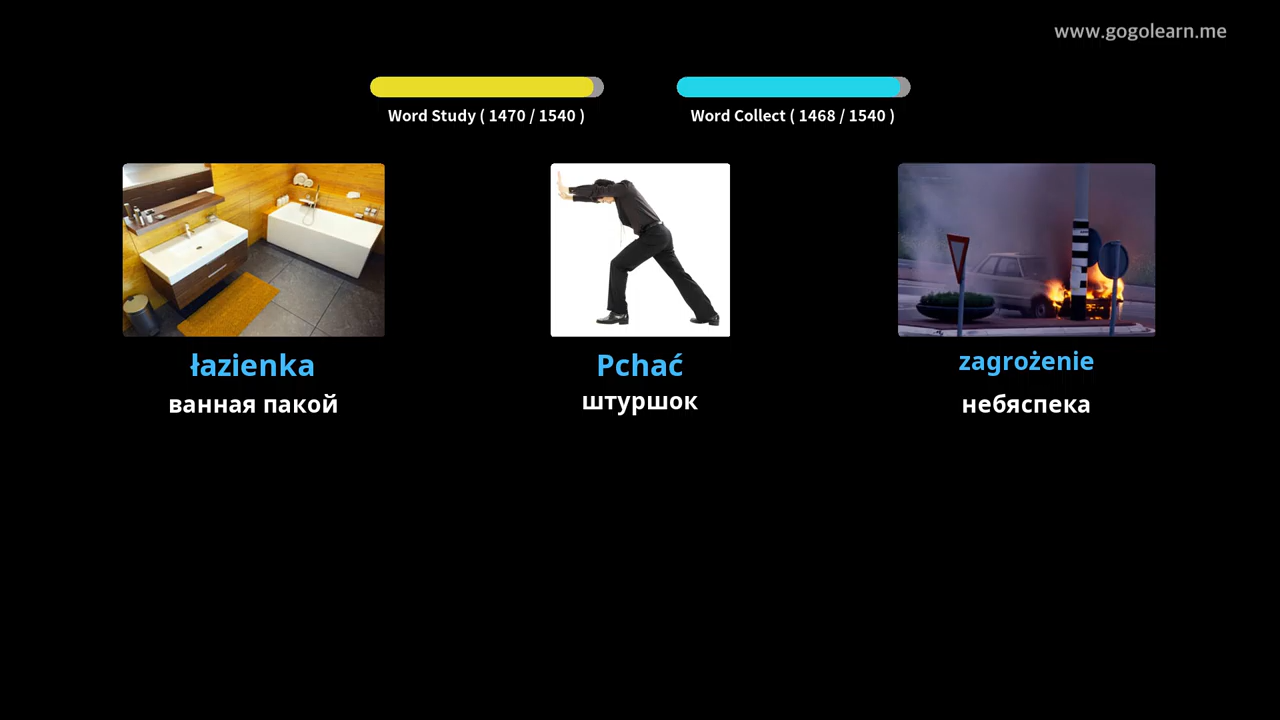 www.gogolearn.me
Word Study ( 1470 / 1540 )
Word Collect ( 1468 / 1540 )
łazienka
Pchać
zagrożenie
ванная пакой
штуршок
небяспека